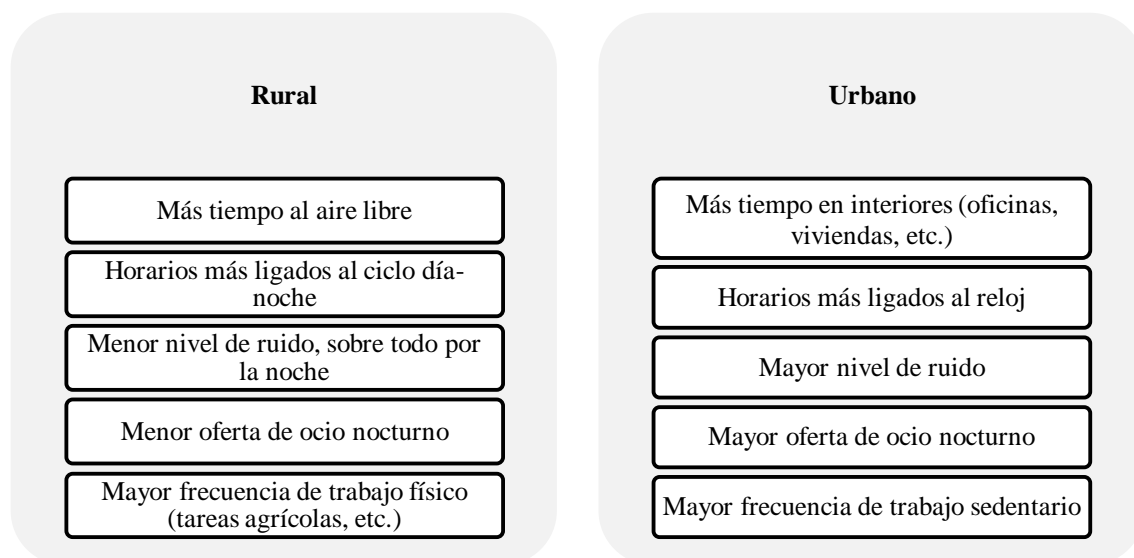 Rural
Más tiempo al aire libre
Horarios más ligados al ciclo día-
noche
Menor nivel de ruido, sobre todo por
la noche
Menor oferta de ocio nocturno
Mayor frecuencia de trabajo físico
(tareas agrícolas, etc.)
Urbano
Más tiempo en interiores (oficinas,
viviendas, etc.)
Horarios más ligados al reloj
Mayor nivel de ruido
Mayor oferta de ocio nocturno
Mayor frecuencia de trabajo sedentario